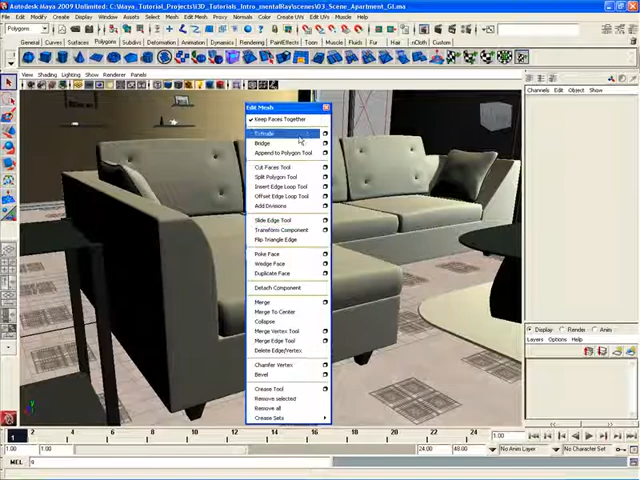 Autodesk Maya 2009 Unlimited: C:\Maya_Tutorial_Projects\I3D_Tutorials_Intro_mentalRay\scenes\03_Scene_Apartment_GI.ma
File Edit Modify Create Display Window Assets Select Mesh Edit Mesh Proxy Normals Color Create UVs Edit UVs Muscle Help
Polygons
General Curves Surfaces Polygons Subdivs Deformation Animation Dynamics Rendering PaintEffects Toon Muscle Fluids Fur Hair nCloth Custom
View Shading Lighting Show Renderer Panels
Channels Edit Object Show
Edit Mesh
Keep Faces Together
Extrude
Bridge
Append to Polygon Tool
Cut Faces Tool
Split Polygon Tool
Insert Edge Loop Tool
Offset Edge Loop Tool
Add Divisions
Slide Edge Tool
Transform Component
Flip Triangle Edge
Poke Face
Wedge Face
Duplicate Face
Detach Component
Merge
Merge To Center
Collapse
Merge Vertex Tool
Merge Edge Tool
Delete Edge/Vertex
Chamfer Vertex
Bevel
Crease Tool
Remove selected
Remove all
Crease Sets
Display Render Anim
Layers Options Help
2 4 6 8 10 12 14 16 18 20 22 24
1.00
1.00 1.00 24.00 48.00 No Anim Layer No Character Set
MEL